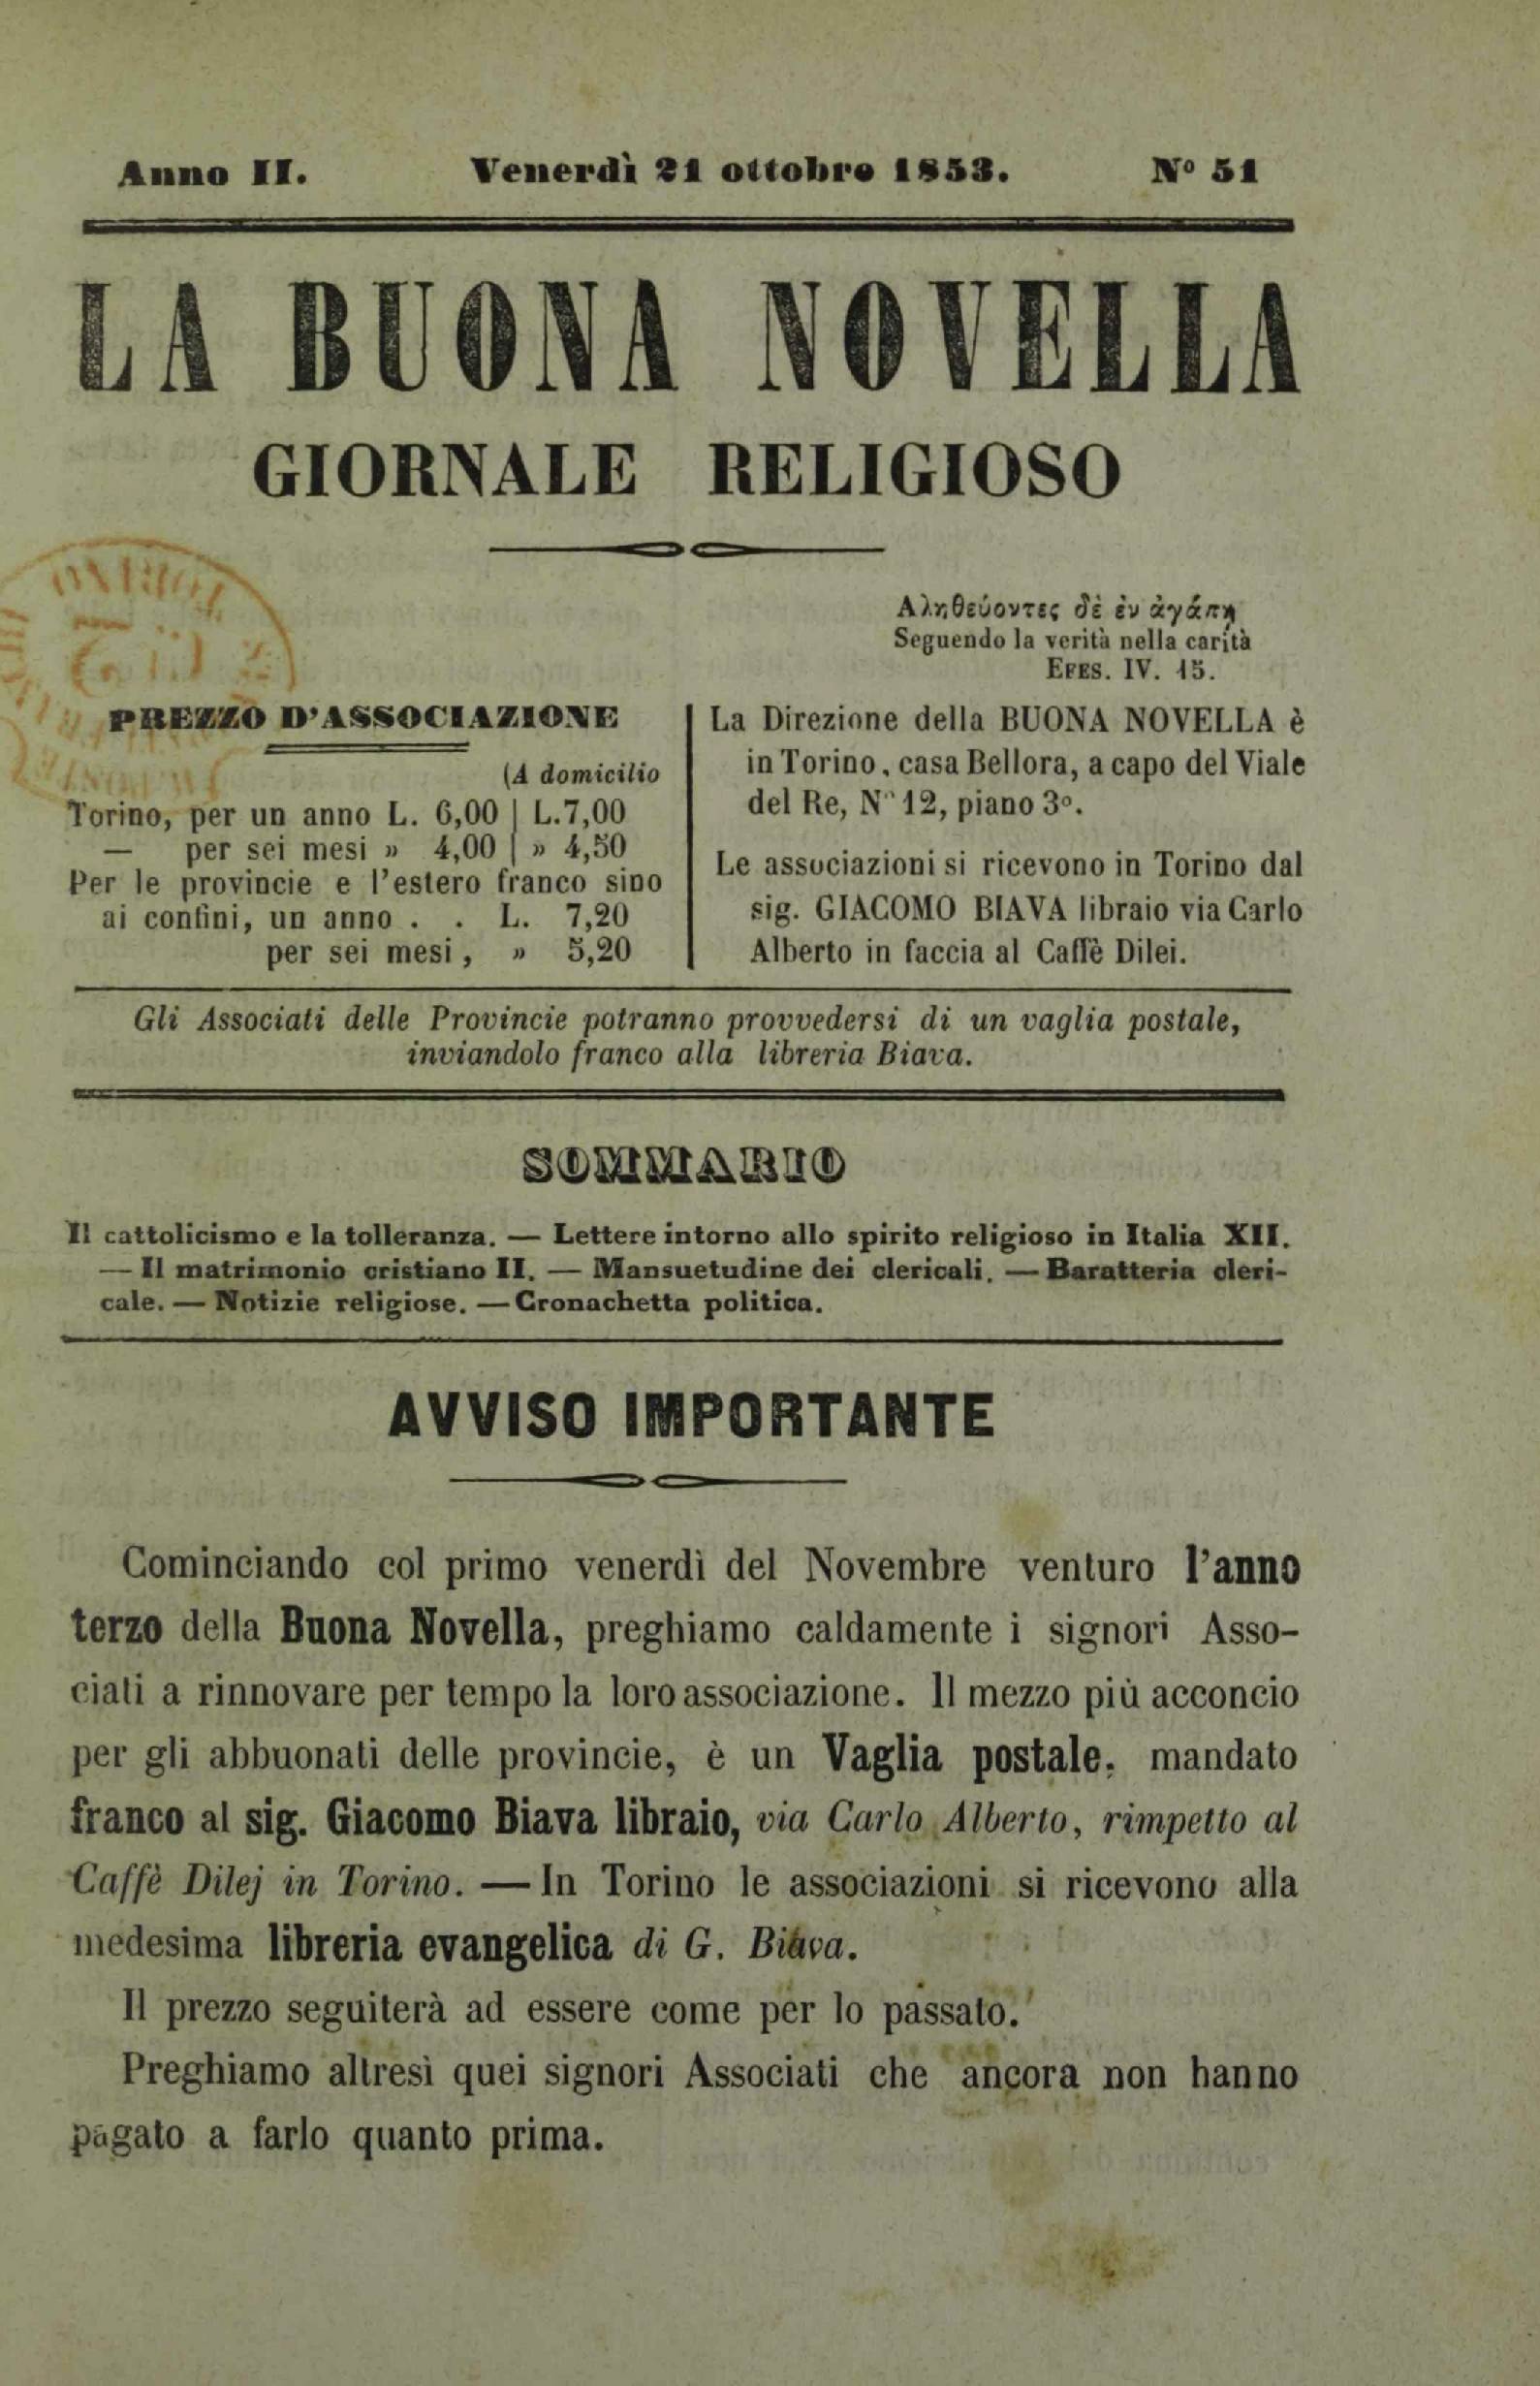 Anno II. Venerdì 21 ottobre 1853. Nº 51
LA BUONA NOVELLA
GIORNALE RELIGIOSO
Αληθεύοντες δὲ ἐν ἀγάπῃ
Seguendo la verità nella carità
EFES. IV. 15.
PREZZO D'ASSOCIAZIONE
(A domicilio
Torino, per un anno L. 6,00 | L.7,00
— per sei mesi » 4,00 | » 4,50
Per le provincie e l'estero franco sino
ai confini, un anno . . L. 7,20
per sei mesi, » 5,20
La Direzione della BUONA NOVELLA è
in Torino, casa Bellora, a capo del Viale
del Re, Nº 12, piano 3º.
Le associazioni si ricevono in Torino dal
sig. GIACOMO BIAVA libraio via Carlo
Alberto in faccia al Caffè Dilei.
Gli Associati delle Provincie potranno provvedersi di un vaglia postale,
inviandolo franco alla libreria Biava.
SOMMARIO
Il cattolicismo e la tolleranza. — Lettere intorno allo spirito religioso in Italia XII.
— Il matrimonio cristiano II. — Mansuetudine dei clericali. — Baratteria cleri-
cale. — Notizie religiose. — Cronachetta politica.
AVVISO IMPORTANTE
Cominciando col primo venerdì del Novembre venturo l'anno
terzo della Buona Novella, preghiamo caldamente i signori Asso-
ciati a rinnovare per tempo la loro associazione. Il mezzo più acconcio
per gli abbuonati delle provincie, è un Vaglia postale, mandato
franco al sig. Giacomo Biava libraio, via Carlo Alberto, rimpetto al
Caffè Dilej in Torino. — In Torino le associazioni si ricevono alla
medesima libreria evangelica di G. Biava.
Il prezzo seguiterà ad essere come per lo passato.
Preghiamo altresì quei signori Associati che ancora non hanno
pagato a farlo quanto prima.